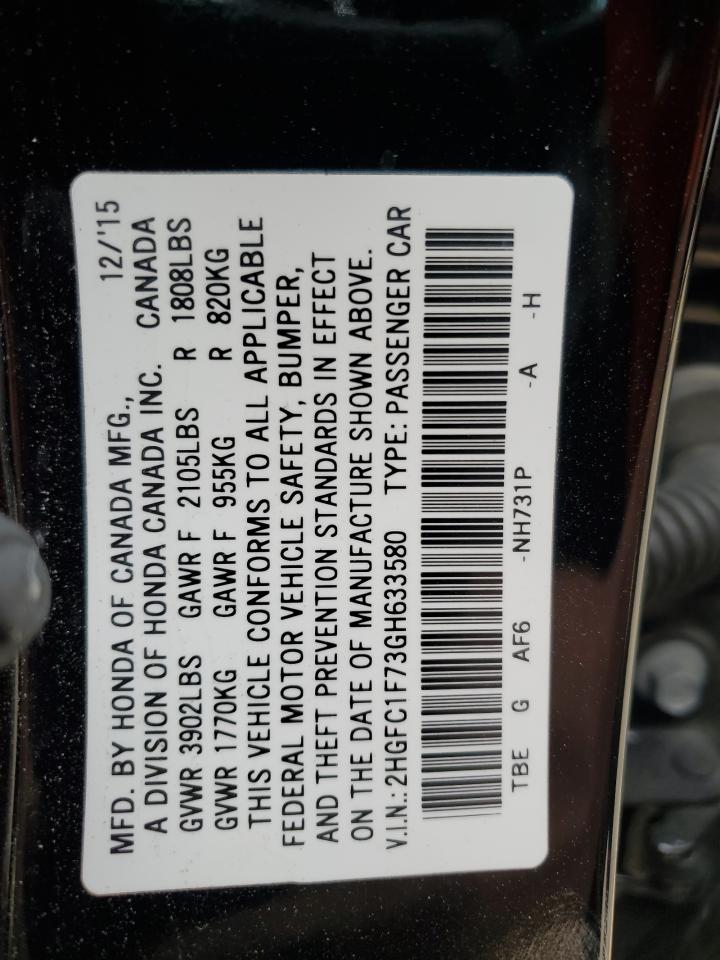 MFD. BY HONDA OF CANADA MFG., 12/'15
A DIVISION OF HONDA CANADA INC. CANADA
GVWR 3902LBS GAWR F 2105LBS R 1808LBS
GVWR 1770KG GAWR F 955KG R 820KG
THIS VEHICLE CONFORMS TO ALL APPLICABLE
FEDERAL MOTOR VEHICLE SAFETY, BUMPER,
AND THEFT PREVENTION STANDARDS IN EFFECT
ON THE DATE OF MANUFACTURE SHOWN ABOVE.
V.I.N.: 2HGFC1F73GH633580 TYPE: PASSENGER CAR
TBE G AF6 -NH731P -A -H